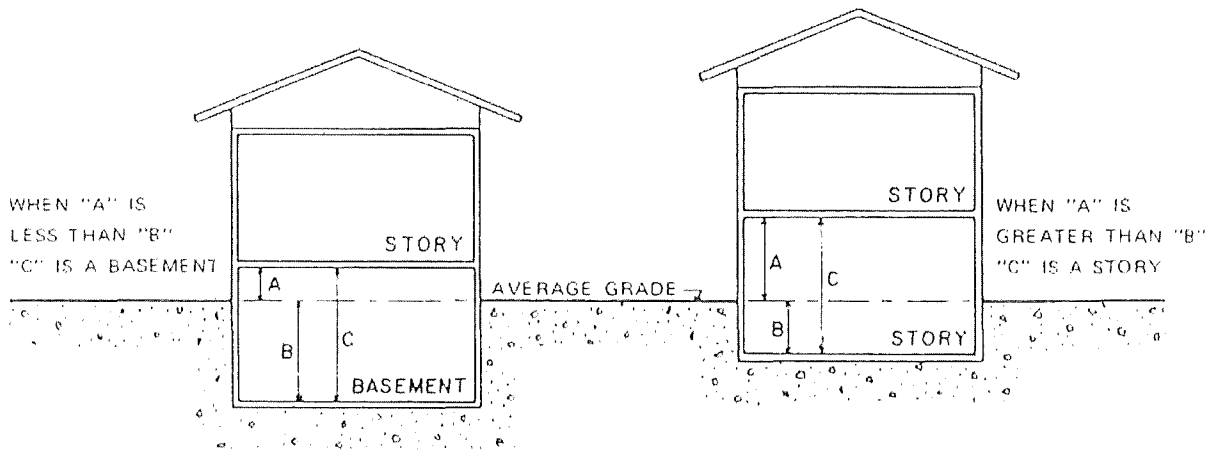 WHEN "A" IS
LESS THAN "B"
"C" IS A BASEMENT
STORY
A
B
C
BASEMENT
AVERAGE GRADE
STORY
A
C
B
STORY
WHEN "A" IS
GREATER THAN "B"
"C" IS A STORY